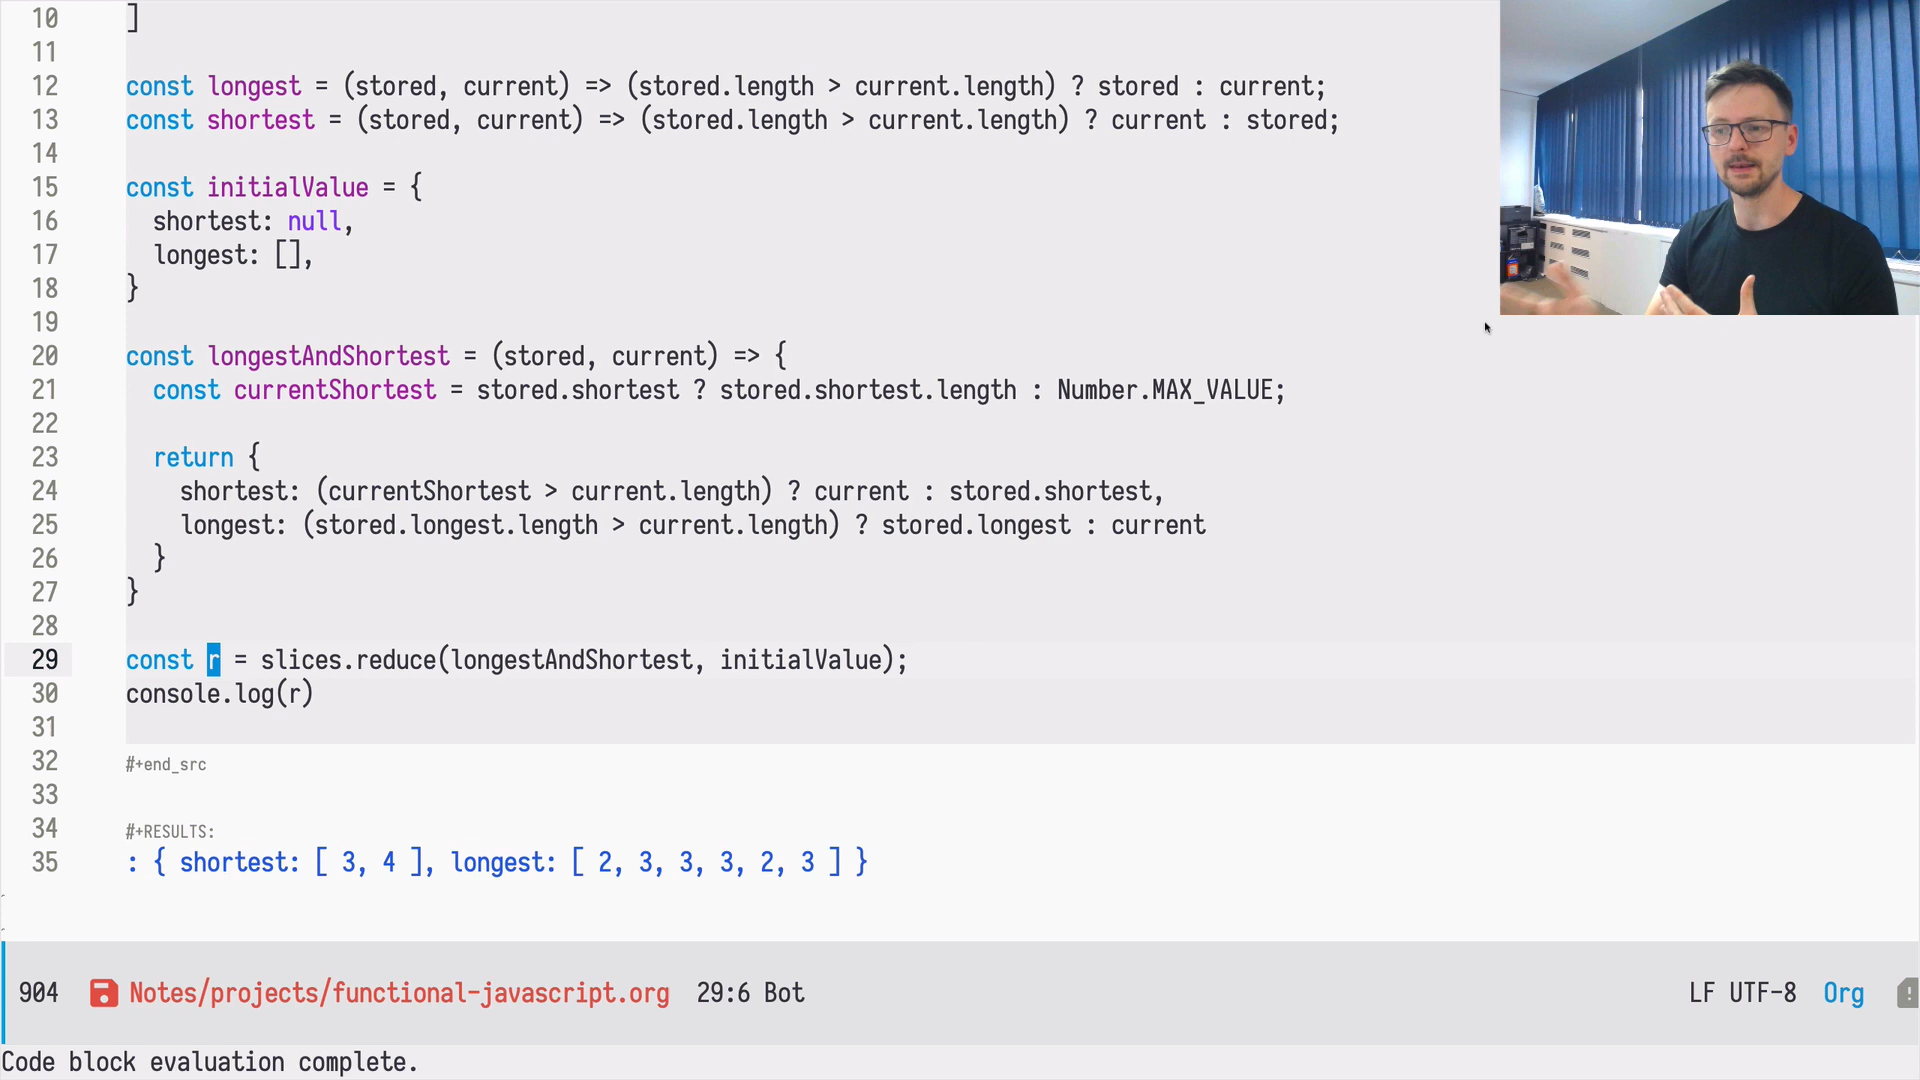 10 ]
11
12 const longest = (stored, current) => (stored.length > current.length) ? stored : current;
13 const shortest = (stored, current) => (stored.length > current.length) ? current : stored;
14
15 const initialValue = {
16 shortest: null,
17 longest: [],
18 }
19
20 const longestAndShortest = (stored, current) => {
21 const currentShortest = stored.shortest ? stored.shortest.length : Number.MAX_VALUE;
22
23 return {
24 shortest: (currentShortest > current.length) ? current : stored.shortest,
25 longest: (stored.longest.length > current.length) ? stored.longest : current
26 }
27 }
28
29 const r = slices.reduce(longestAndShortest, initialValue);
30 console.log(r)
31
32 #+end_src
33
34 #+RESULTS:
35 : { shortest: [ 3, 4 ], longest: [ 2, 3, 3, 3, 2, 3 ] }
904 Notes/projects/functional-javascript.org 29:6 Bot LF UTF-8 Org
Code block evaluation complete.